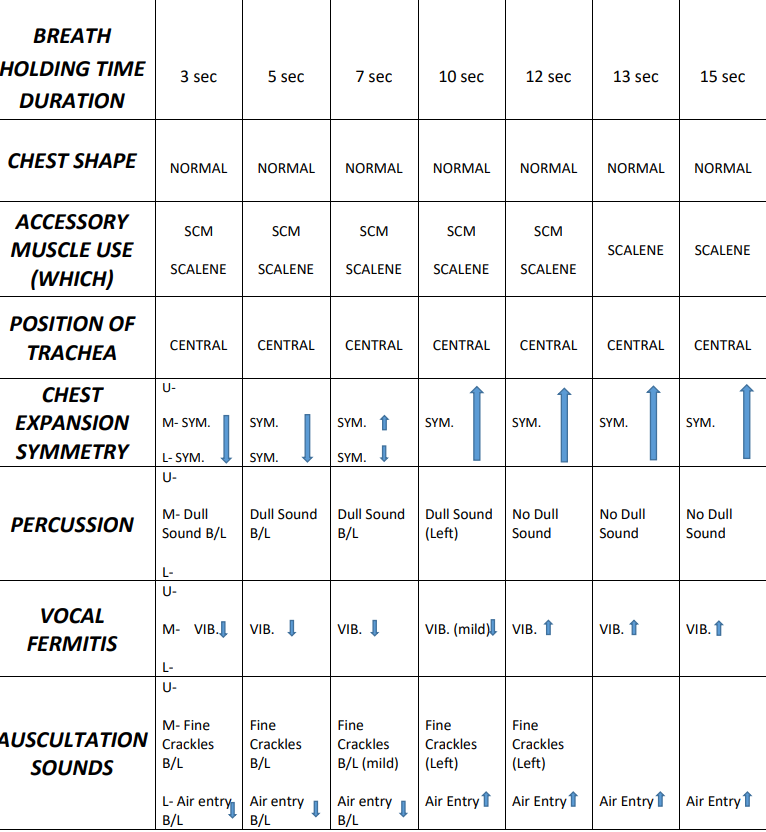 BREATH
HOLDING TIME
DURATION
3 sec 5 sec 7 sec 10 sec 12 sec 13 sec 15 sec
CHEST SHAPE NORMAL NORMAL NORMAL NORMAL NORMAL NORMAL NORMAL
ACCESSORY
MUSCLE USE
(WHICH)
SCM SCM SCM SCM SCM
SCALENE SCALENE SCALENE SCALENE SCALENE SCALENE SCALENE
POSITION OF
TRACHEA
CENTRAL CENTRAL CENTRAL CENTRAL CENTRAL CENTRAL CENTRAL
CHEST
EXPANSION
SYMMETRY
U-
M- SYM. SYM. SYM. ⬆ SYM. SYM. SYM. SYM.
L- SYM. ⬇ SYM. ⬇ SYM. ⬇ ⬆ ⬆ ⬆ ⬆
PERCUSSION
U-
M- Dull Dull Sound Dull Sound Dull Sound No Dull No Dull No Dull
Sound B/L B/L B/L (Left) Sound Sound Sound
L-
VOCAL
FERMITIS
U-
M- VIB.⬇ VIB. ⬇ VIB. ⬇ VIB. (mild)⬇ VIB. ⬆ VIB. ⬆ VIB. ⬆
L-
AUSCULTATION
SOUNDS
U-
M- Fine Fine Fine Fine Fine
Crackles Crackles Crackles Crackles Crackles
B/L B/L B/L (mild) (Left) (Left)
L- Air entry⬇ Air entry ⬇ Air entry ⬇ Air Entry⬆ Air Entry⬆ Air Entry⬆ Air Entry⬆
B/L B/L B/L